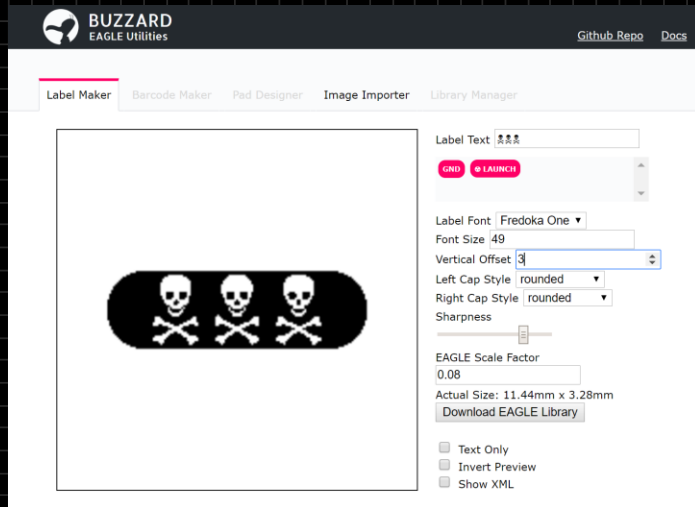 BUZZARD
EAGLE Utilities
Github Repo Docs
Label Maker Barcode Maker Pad Designer Image Importer Library Manager
Label Text ☠☠☠
GND ☢ LAUNCH
Label Font Fredoka One
Font Size 49
Vertical Offset 3
Left Cap Style rounded
Right Cap Style rounded
Sharpness
EAGLE Scale Factor
0.08
Actual Size: 11.44mm x 3.28mm
Download EAGLE Library
Text Only
Invert Preview
Show XML